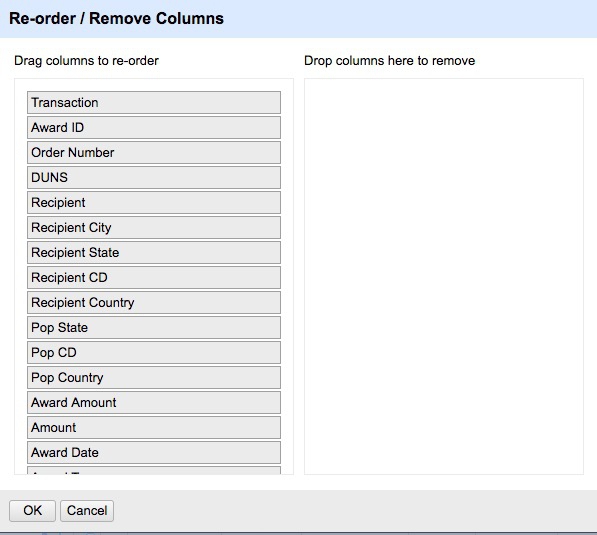 Re-order / Remove Columns
Drag columns to re-order
Drop columns here to remove
Transaction
Award ID
Order Number
DUNS
Recipient
Recipient City
Recipient State
Recipient CD
Recipient Country
Pop State
Pop CD
Pop Country
Award Amount
Amount
Award Date
OK
Cancel